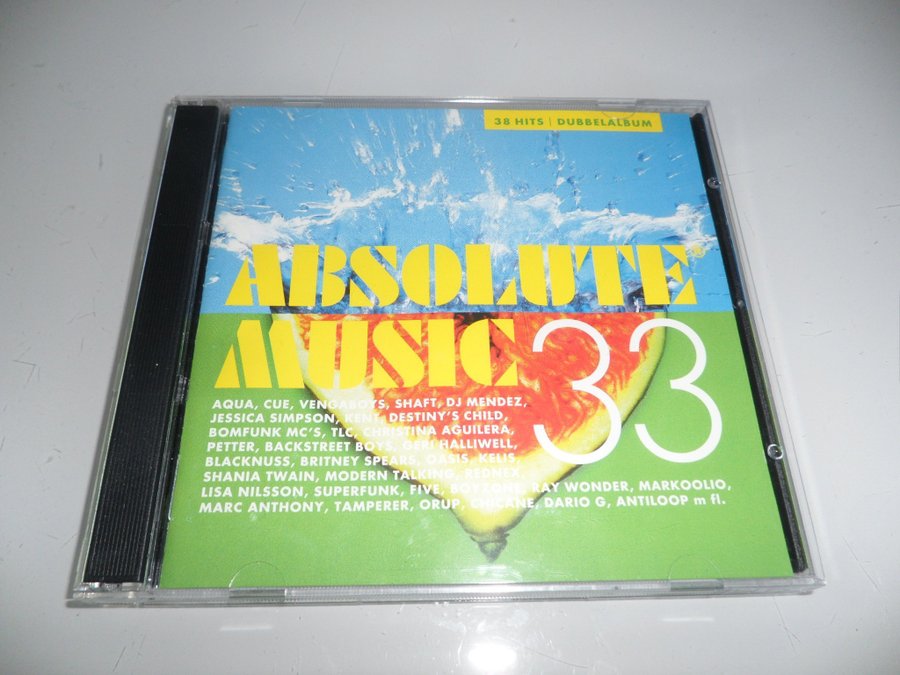 38 HITS | DUBBELALBUM
ABSOLUTE®
MUSIC 33
AQUA, CUE, VENGABOYS, SHAFT, DJ MENDEZ,
JESSICA SIMPSON, KENT, DESTINY'S CHILD,
BOMFUNK MC'S, TLC, CHRISTINA AGUILERA,
PETTER, BACKSTREET BOYS, GERI HALLIWELL,
BLACKNUSS, BRITNEY SPEARS, OASIS, KELIS
SHANIA TWAIN, MODERN TALKING, REDNEX,
LISA NILSSON, SUPERFUNK, FIVE, BOYZONE, RAY WONDER, MARKOOLIO,
MARC ANTHONY, TAMPERER, ORUP, CHICANE, DARIO G, ANTILOOP m fl.